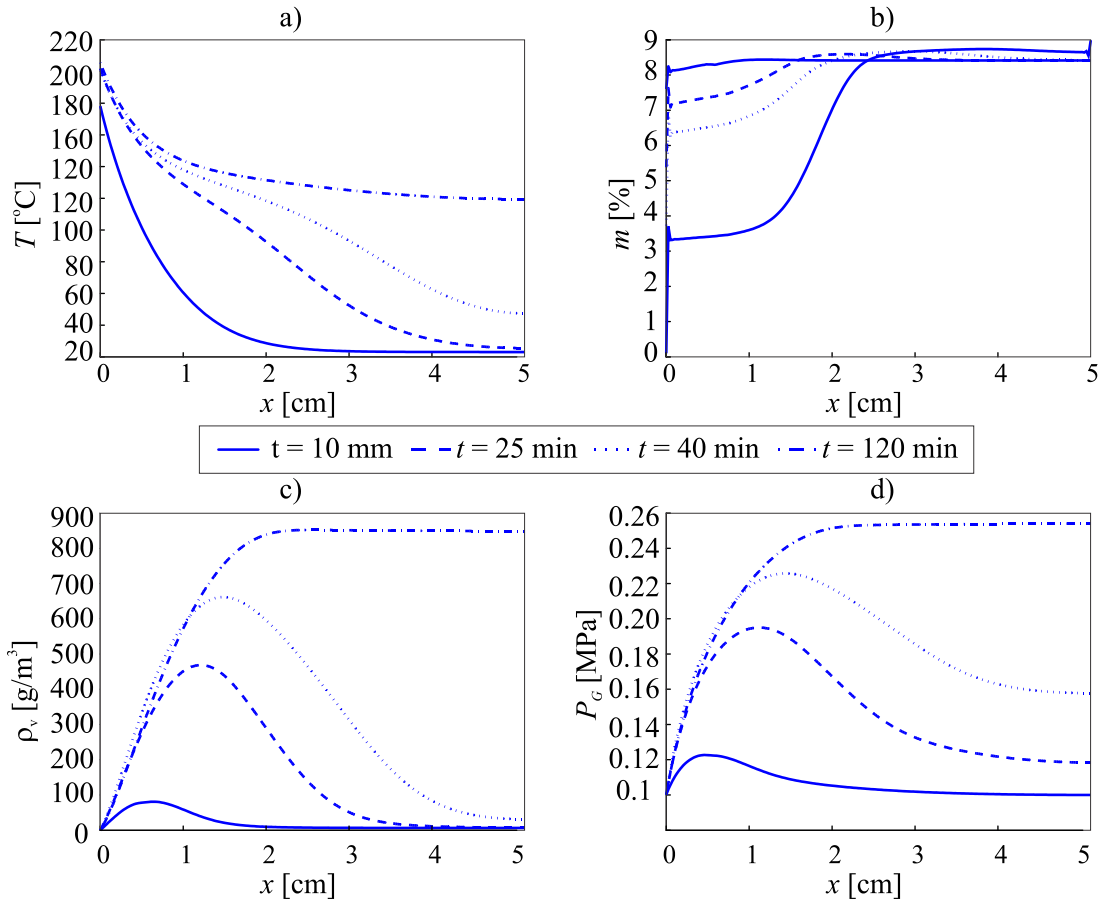 a)
220
200
180
160
120
120
100
80
60
40
20
T [°C]
0 1 2 3 4 5
x [cm]
b)
9
8
7
6
5
4
3
2
1
0
m [%]
0 1 2 3 4 5
x [cm]
t = 10 mm t = 25 min t = 40 min t = 120 min
c)
900
800
700
600
500
400
300
200
100
0
ρv [g/m³]
0 1 2 3 4 5
x [cm]
d)
0.26
0.24
0.22
0.20
0.18
0.16
0.12
0.12
0.1
PG [MPa]
0 1 2 3 4 5
x [cm]